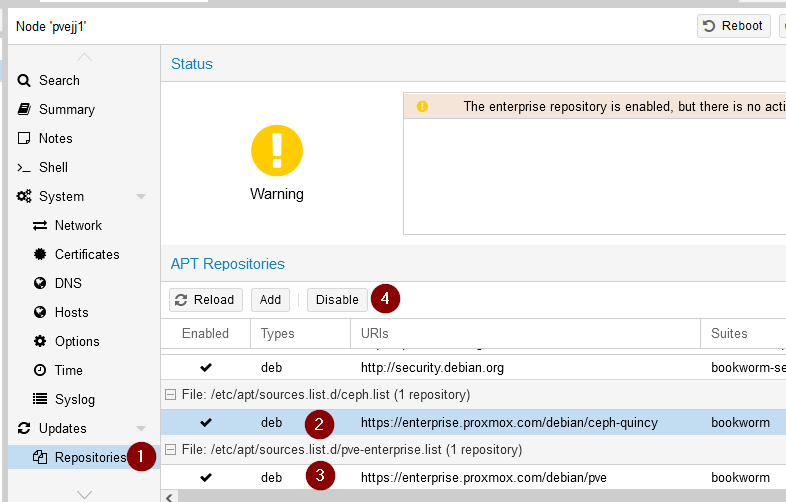 Node 'pvejj1'
Reboot
Search
Summary
Notes
Shell
System
Network
Certificates
DNS
Hosts
Options
Time
Syslog
Updates
Repositories 1
Status
The enterprise repository is enabled, but there is no acti
Warning
APT Repositories
Reload Add Disable 4
Enabled Types URIs Suites
deb http://security.debian.org bookworm-se
File: /etc/apt/sources.list.d/ceph.list (1 repository)
deb 2 https://enterprise.proxmox.com/debian/ceph-quincy bookworm
File: /etc/apt/sources.list.d/pve-enterprise.list (1 repository)
deb 3 https://enterprise.proxmox.com/debian/pve bookworm